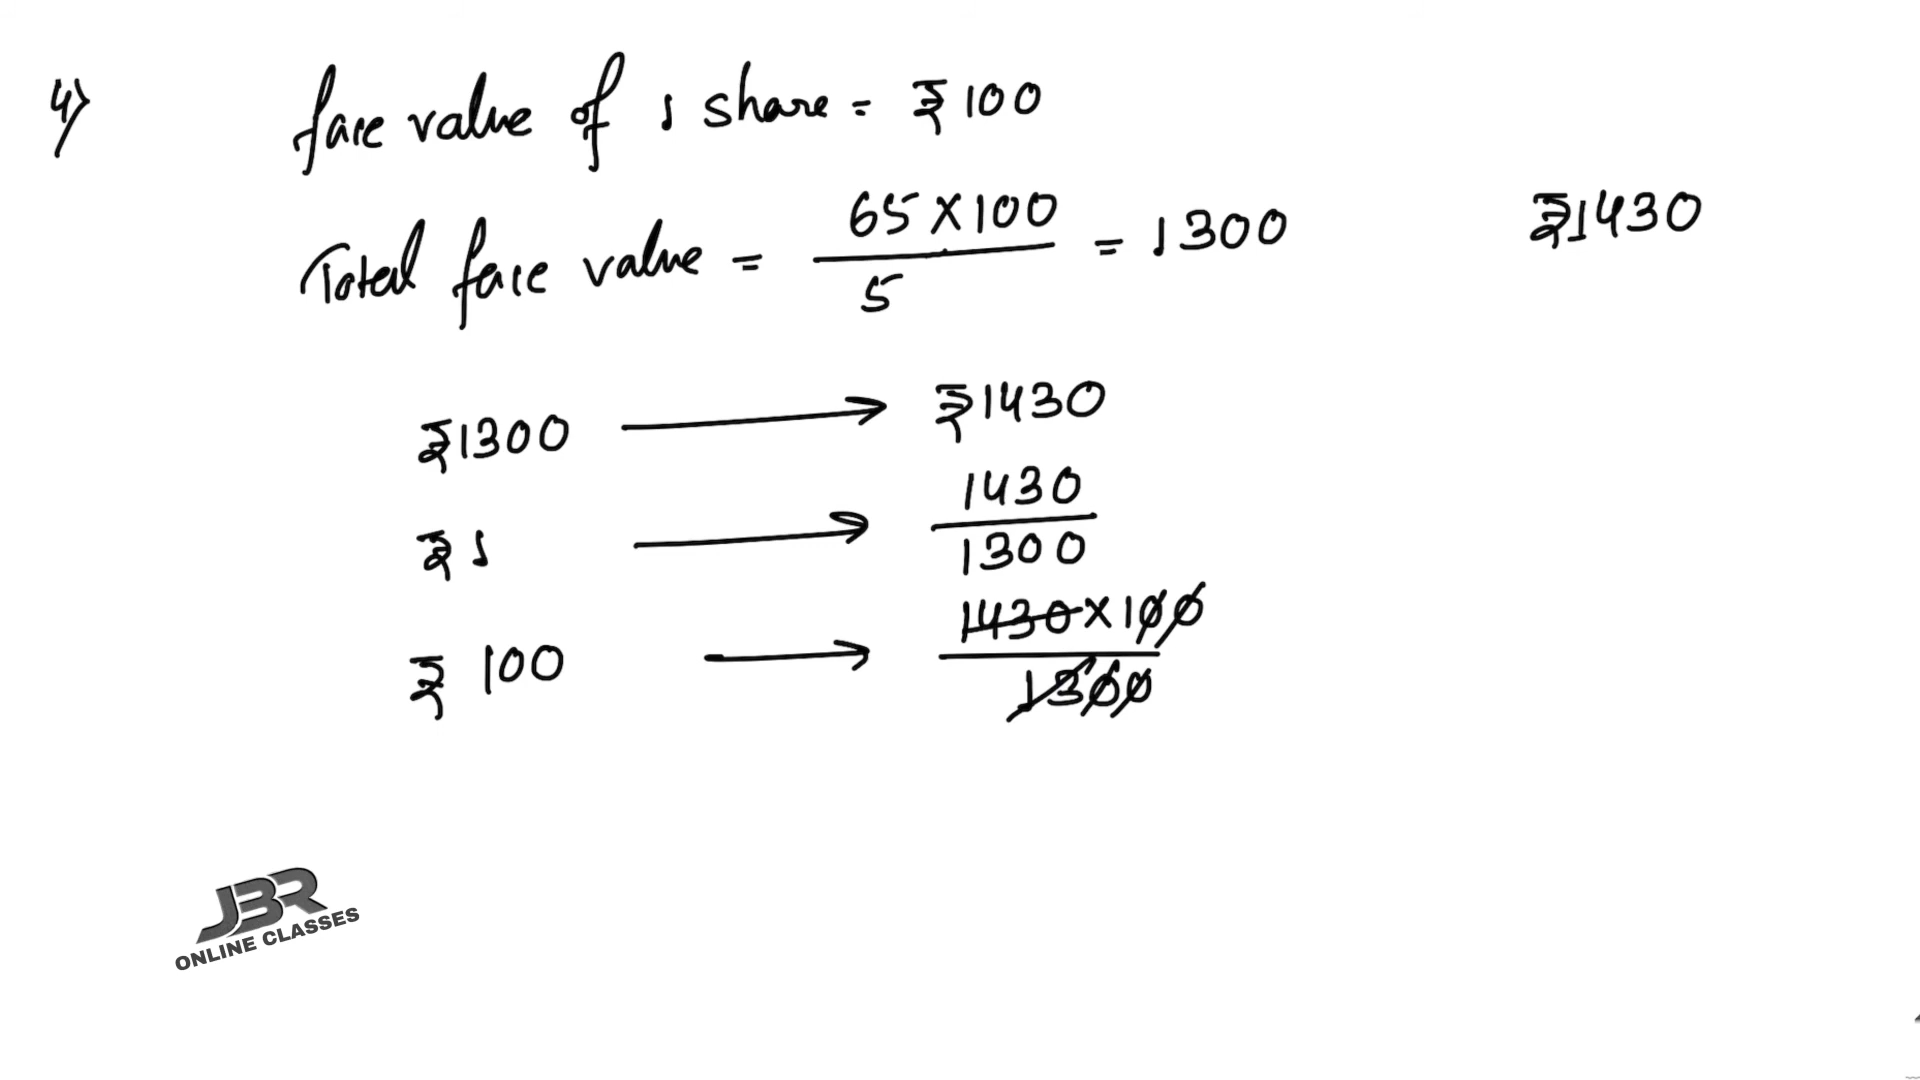 4) face value of 1 share = ₹ 100
Total face value = 65 X 100 / 5 = 1300 ₹1430
₹1300 → ₹1430
₹ 1 → 1430 / 1300
₹ 100 → 1430 X 100 / 1300
JBR
ONLINE CLASSES